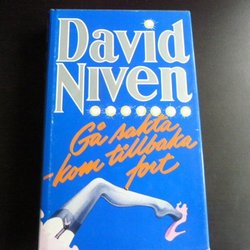 David
Niven
Gå sakta
- kom tillbaka
fort